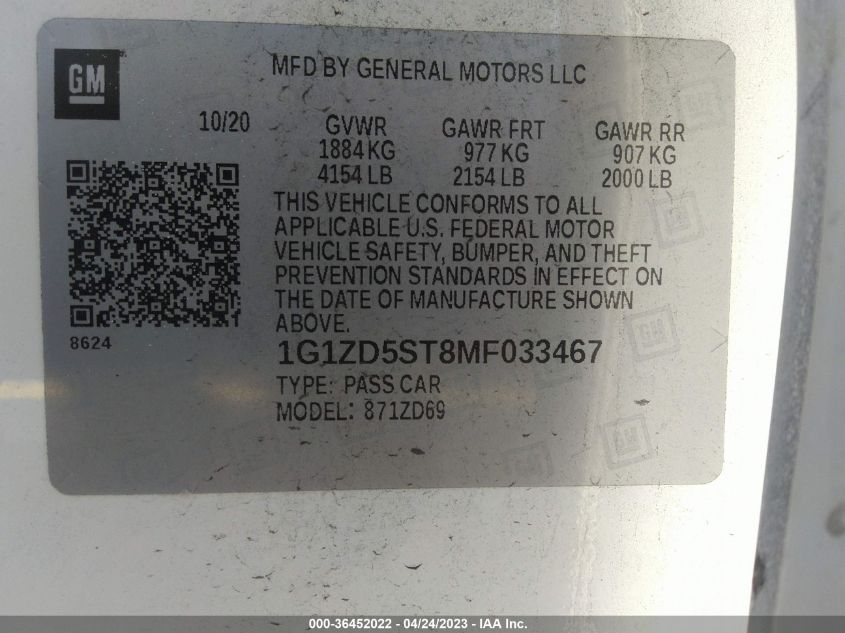 GM
MFD BY GENERAL MOTORS LLC
10/20 GVWR GAWR FRT GAWR RR
1884 KG 977 KG 907 KG
4154 LB 2154 LB 2000 LB
THIS VEHICLE CONFORMS TO ALL
APPLICABLE U.S. FEDERAL MOTOR
VEHICLE SAFETY, BUMPER, AND THEFT
PREVENTION STANDARDS IN EFFECT ON
THE DATE OF MANUFACTURE SHOWN
ABOVE.
8624
1G1ZD5ST8MF033467
TYPE: PASS CAR
MODEL: 871ZD69
000-36452022 - 04/24/2023 - IAA Inc.